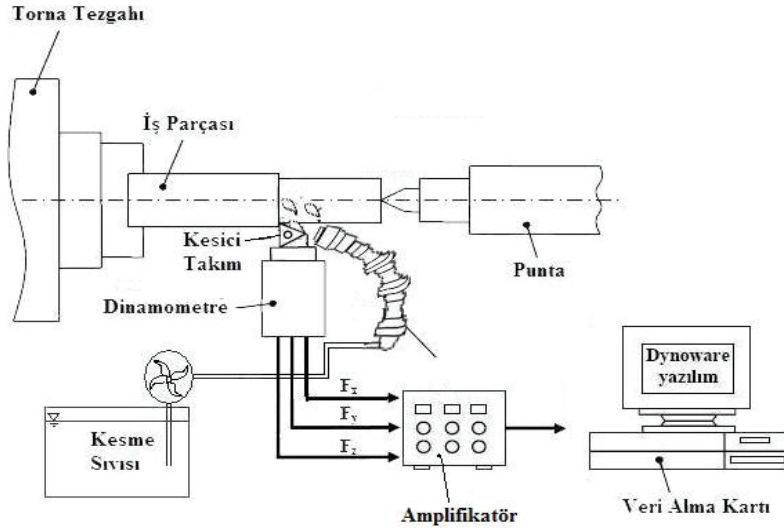 Torna Tezgahı
İş Parçası
Kesici
Takım
Punta
Dinamometre
Dynoware
yazılım
Fx
Fy
Fz
Kesme
Sıvısı
Amplifikatör
Veri Alma Kartı